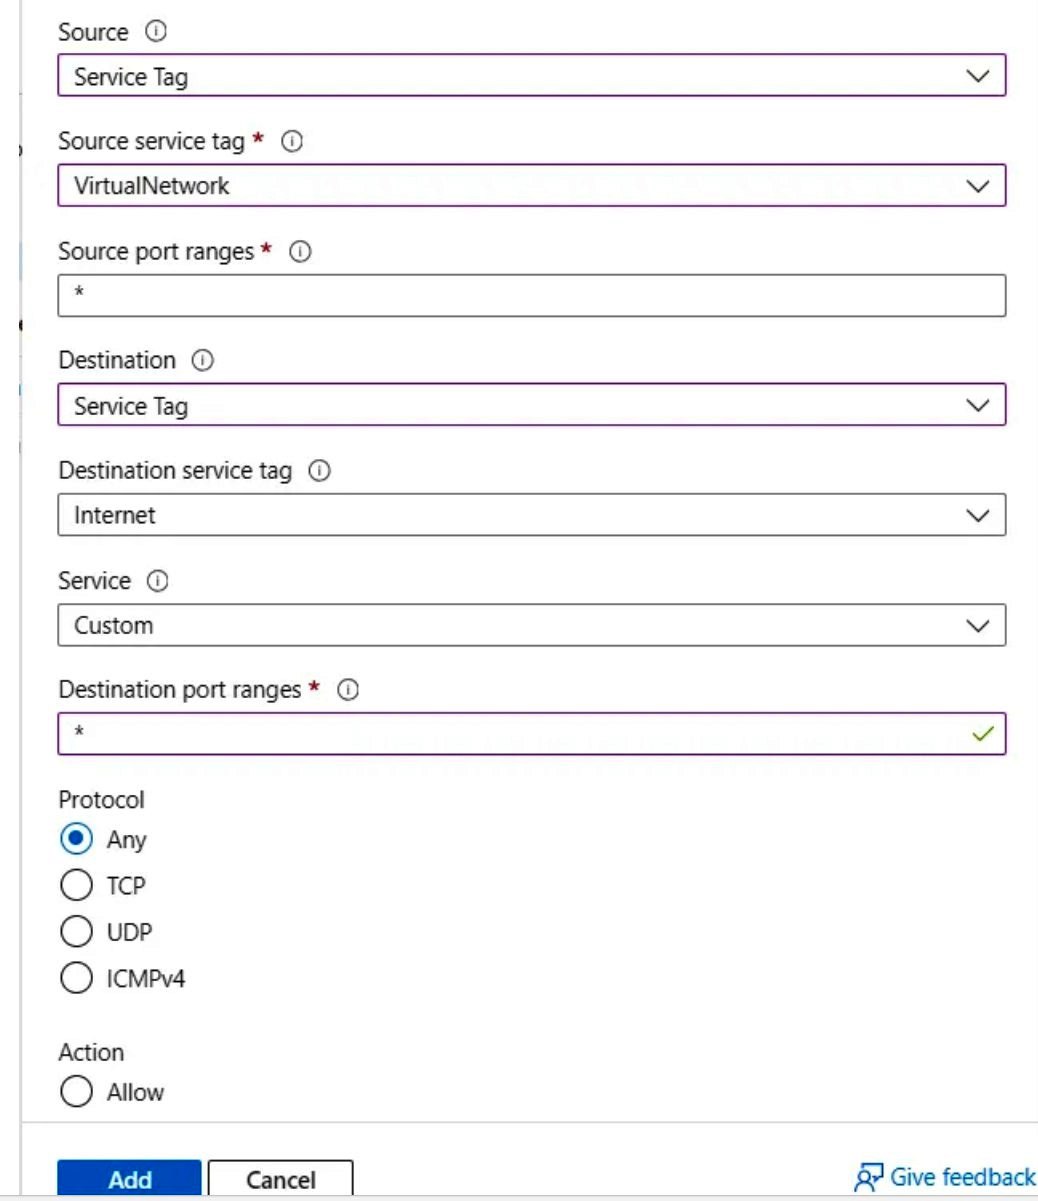 Source
Service Tag
Source service tag *
VirtualNetwork
Source port ranges *
*
Destination
Service Tag
Destination service tag
Internet
Service
Custom
Destination port ranges *
*
Protocol
Any
TCP
UDP
ICMPv4
Action
Allow
Add Cancel Give feedback